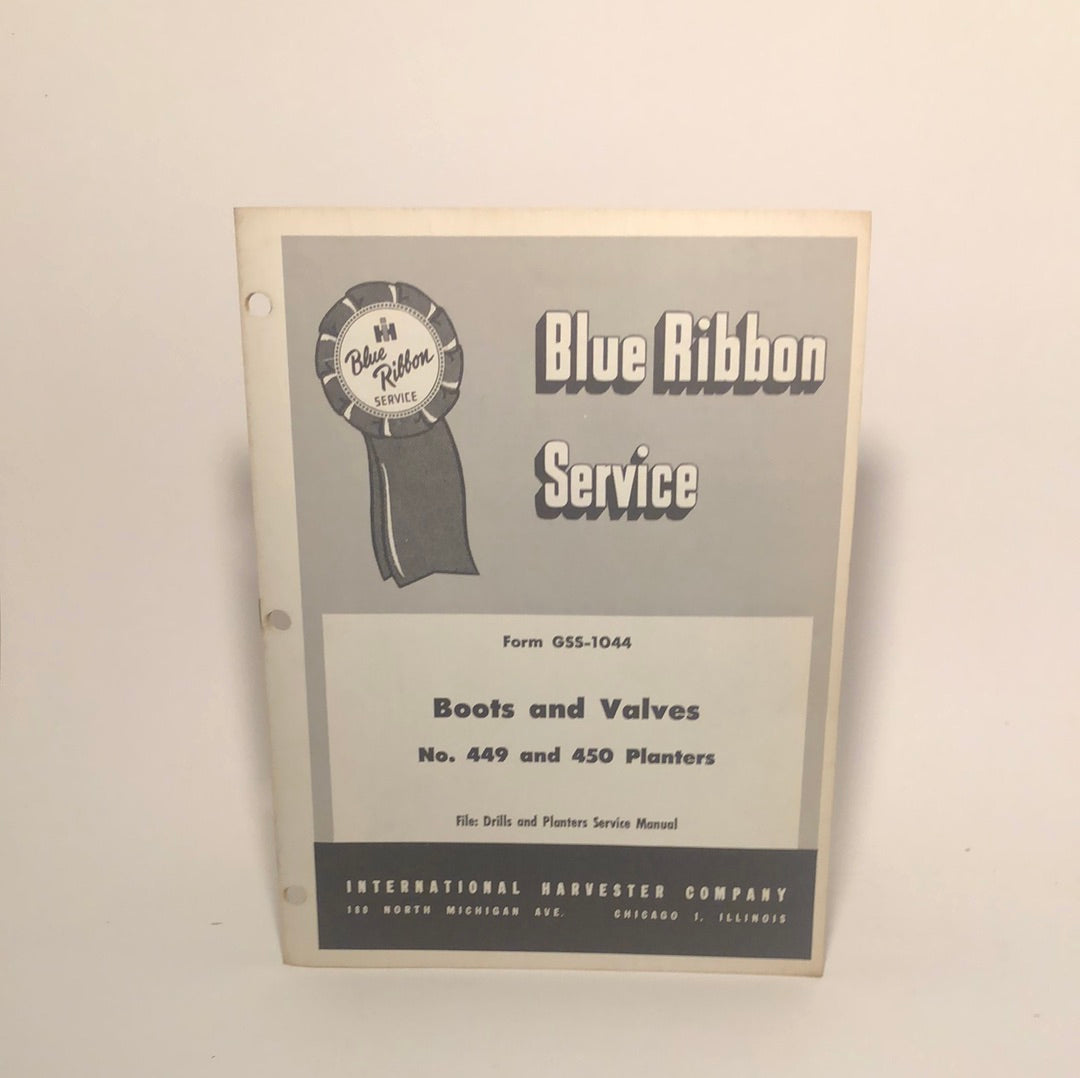 IH
Blue
Ribbon
SERVICE
Blue Ribbon
Service
Form GSS-1044
Boots and Valves
No. 449 and 450 Planters
File: Drills and Planters Service Manual
INTERNATIONAL HARVESTER COMPANY
180 NORTH MICHIGAN AVE. CHICAGO 1, ILLINOIS